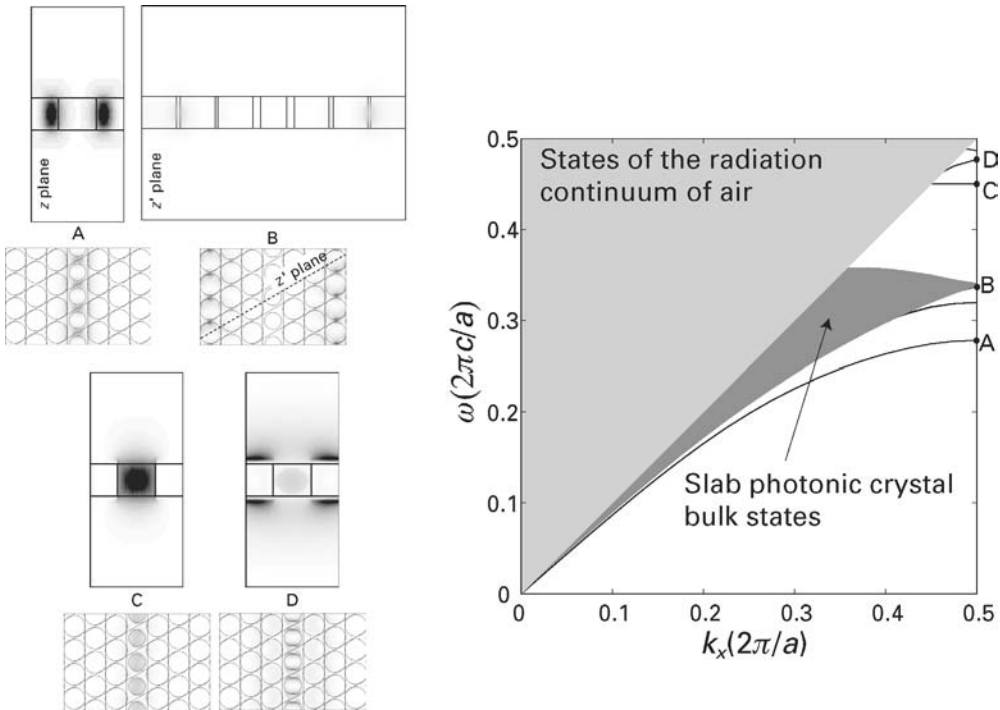 z plane
z' plane
A
B
z' plane
C
D
0.5
0.4
0.3
0.2
0.1
0
ω(2πc/a)
States of the radiation
continuum of air
D
C
B
A
Slab photonic crystal
bulk states
0
0.1
0.2
0.3
0.4
0.5
kx(2π/a)